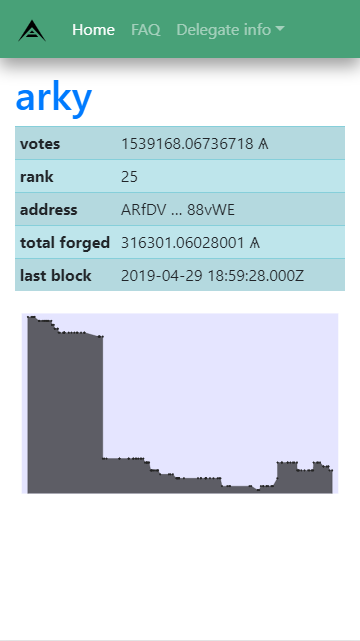 Home FAQ Delegate info
arky
votes 1539168.06736718 Ѧ
rank 25
address ARfDV ... 88vWE
total forged 316301.06028001 Ѧ
last block 2019-04-29 18:59:28.000Z